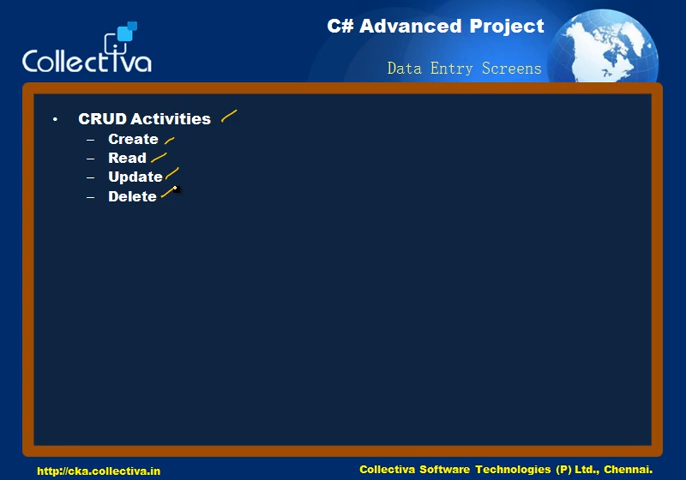 C# Advanced Project
Collectiva
Data Entry Screens
• CRUD Activities
– Create
– Read
– Update
– Delete
http://cka.collectiva.in
Collectiva Software Technologies (P) Ltd., Chennai.